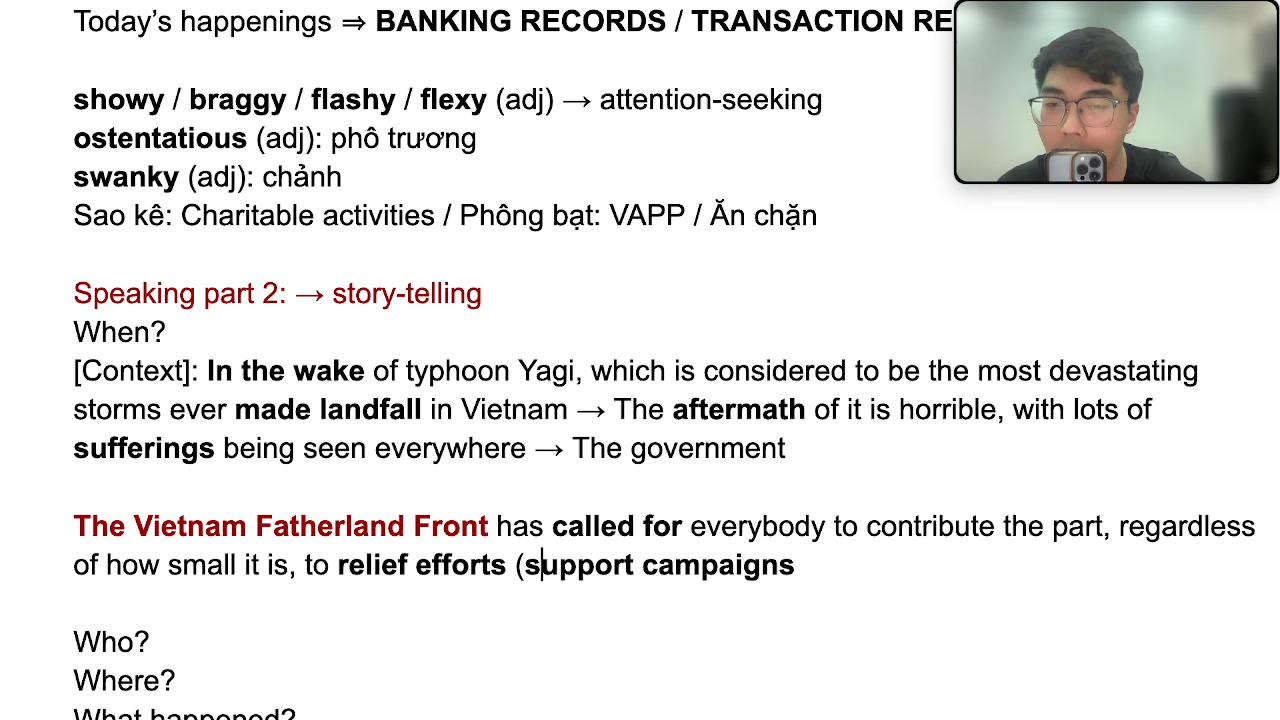 Today’s happenings ⇒ BANKING RECORDS / TRANSACTION RE
showy / braggy / flashy / flexy (adj) → attention-seeking
ostentatious (adj): phô trương
swanky (adj): chảnh
Sao kê: Charitable activities / Phông bạt: VAPP / Ăn chặn
Speaking part 2: → story-telling
When?
[Context]: In the wake of typhoon Yagi, which is considered to be the most devastating
storms ever made landfall in Vietnam → The aftermath of it is horrible, with lots of
sufferings being seen everywhere → The government
The Vietnam Fatherland Front has called for everybody to contribute the part, regardless
of how small it is, to relief efforts (support campaigns
Who?
Where?
What happened?